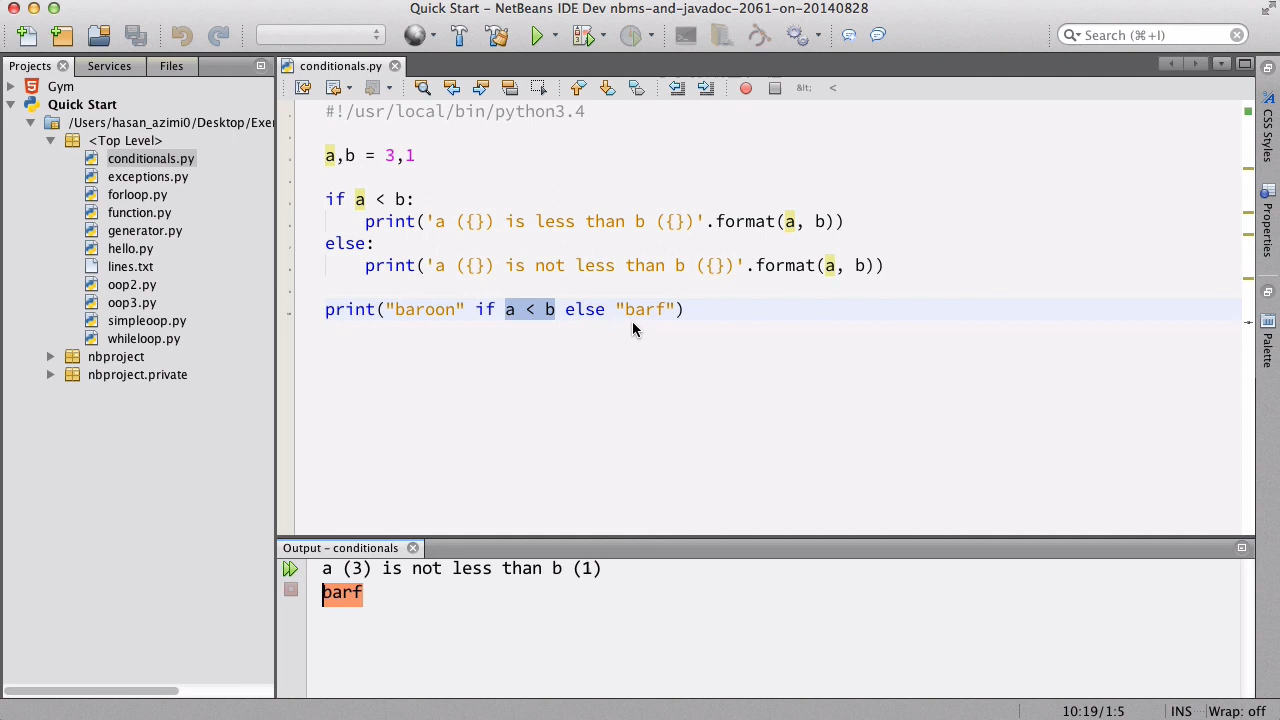 Quick Start - NetBeans IDE Dev nbms-and-javadoc-2061-on-20140828
Search (⌘+I)
Projects
Services
Files
Gym
Quick Start
/Users/hasan_azimi0/Desktop/Exer
<Top Level>
conditionals.py
exceptions.py
forloop.py
function.py
generator.py
hello.py
lines.txt
oop2.py
oop3.py
simpleoop.py
whileloop.py
nbproject
nbproject.private
conditionals.py
&lt; <
#!/usr/local/bin/python3.4
a,b = 3,1
if a < b:
print('a ({}) is less than b ({})'.format(a, b))
else:
print('a ({}) is not less than b ({})'.format(a, b))
print("baroon" if a < b else "barf")
Output - conditionals
a (3) is not less than b (1)
barf
CSS Styles
Properties
Palette
10:19/1:5 INS Wrap: off